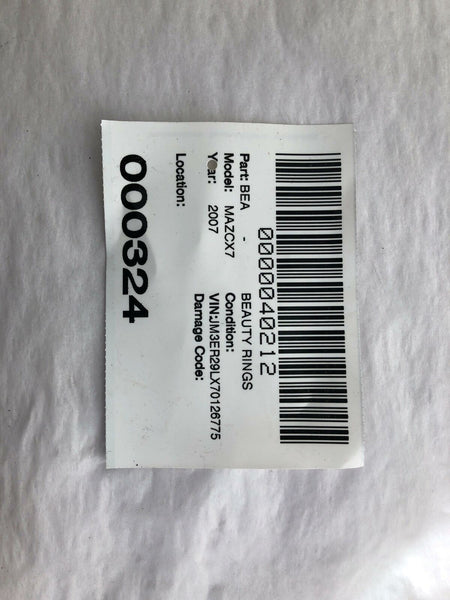 0000040212
Part: BEA - BEAUTY RINGS
Model: MAZCX7 Condition:
Year: 2007 VIN:JM3ER29LX70126775
Damage Code:
Location:
000324